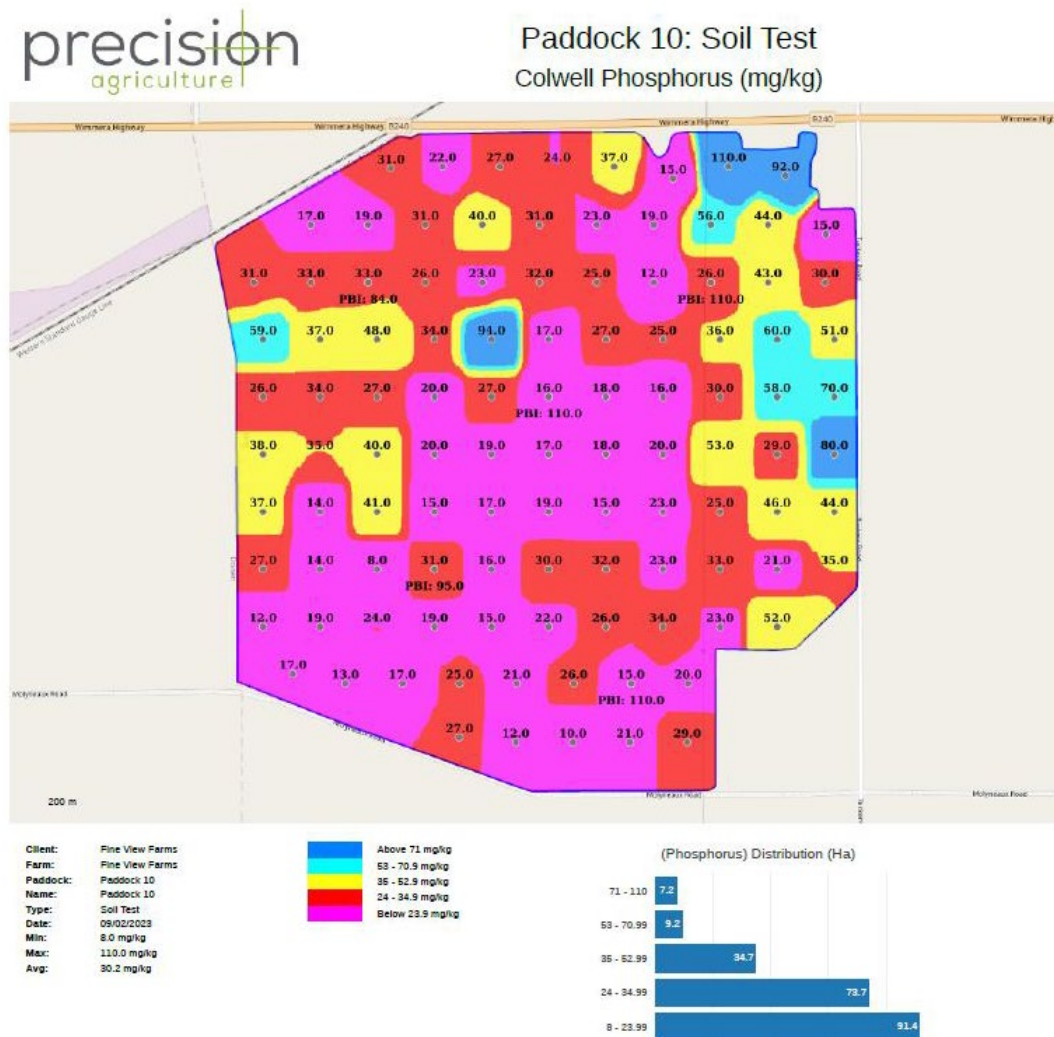 precision
agriculture
Paddock 10: Soil Test
Colwell Phosphorus (mg/kg)
Wimmera Highway Wimmera Highway B240 Wimmera Highway B240
31.0 22.0 27.0 24.0 37.0 15.0 110.0 92.0
17.0 19.0 31.0 40.0 31.0 23.0 19.0 56.0 44.0 15.0
31.0 33.0 33.0 26.0 23.0 32.0 25.0 12.0 26.0 43.0 30.0
PBI: 84.0 PBI: 110.0
Western Standard Gauge Line
59.0 37.0 48.0 34.0 94.0 17.0 27.0 25.0 36.0 60.0 51.0
26.0 34.0 27.0 20.0 27.0 16.0 18.0 16.0 30.0 58.0 70.0
PBI: 110.0
38.0 35.0 40.0 20.0 19.0 17.0 18.0 20.0 53.0 29.0 80.0
37.0 14.0 41.0 15.0 17.0 19.0 15.0 23.0 25.0 46.0 44.0
27.0 14.0 8.0 31.0 16.0 30.0 32.0 23.0 33.0 21.0 35.0
PBI: 95.0
12.0 19.0 24.0 19.0 15.0 22.0 26.0 34.0 23.0 52.0
17.0 13.0 17.0 25.0 21.0 26.0 15.0 20.0
Molyneaux Road PBI: 110.0
27.0 12.0 10.0 21.0 29.0
Molyneaux Road
Molyneaux Road Molyneaux Road
200 m
Client: Fine View Farms
Farm: Fine View Farms
Paddock: Paddock 10
Name: Paddock 10
Type: Soil Test
Date: 09/02/2023
Min: 8.0 mg/kg
Max: 110.0 mg/kg
Avg: 30.2 mg/kg
Above 71 mg/kg
53 - 70.9 mg/kg
35 - 52.9 mg/kg
24 - 34.9 mg/kg
Below 23.9 mg/kg
(Phosphorus) Distribution (Ha)
71 - 110 7.2
53 - 70.99 9.2
35 - 52.99 34.7
24 - 34.99 73.7
8 - 23.99 91.4